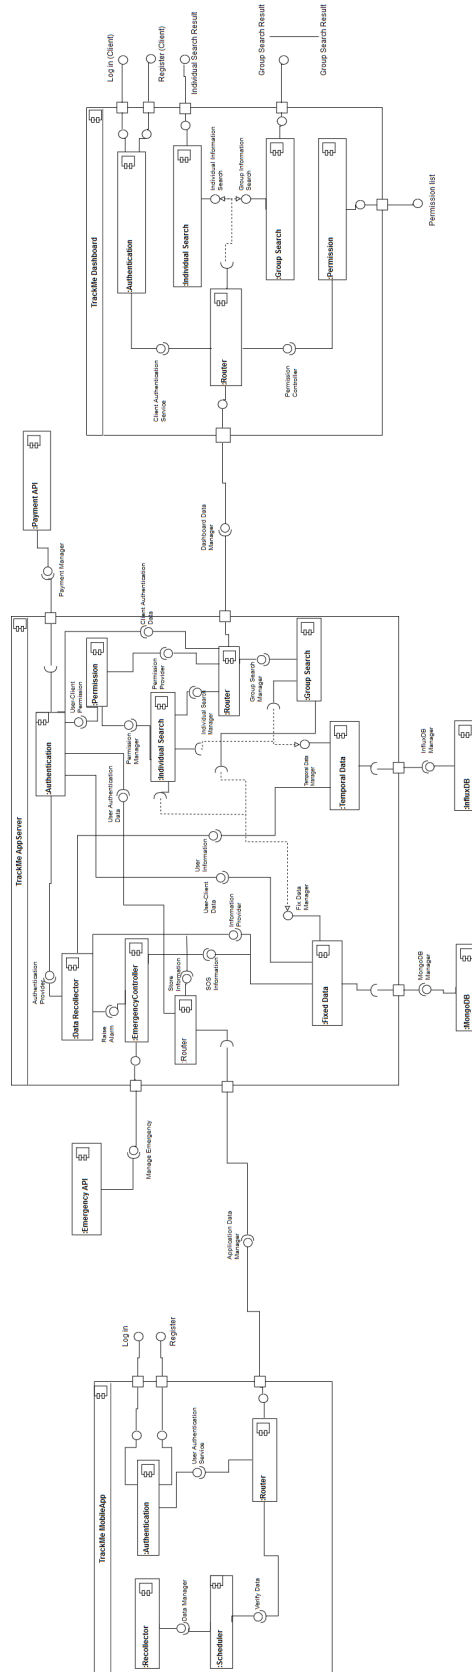 TrackMe MobileApp
:Recollector
Data Manager
:Scheduler
Verify Data
:Authentication
User Authentication
Service
:Router
Log in
Register
Application Data
Manager
:Emergency API
Manage Emergency
TrackMe AppServer
:Authentication
Authentication
Provider
:Data Recollector
Raise
Alarm
:EmergencyController
Store
Information
:Router
SOS
Information
Information
Provider
User-Client
Data
User
Information
User Authentication
Data
User-Client
Permission
:Permission
Permission
Manager
Permission
Provider
Client Authentication
Data
:Individual Search
Individual Search
Manager
:Router
Group Search
Manager
:Group Search
Temporal Data
Manager
:Temporal Data
Fix Data
Manager
:Fixed Data
MongoDB
Manager
:MongoDB
InfluxDB
Manager
:InfluxDB
Payment Manager
:Payment API
Dashboard Data
Manager
TrackMe Dashboard
:Authentication
Client Authentication
Service
:Router
Permission
Controller
:Individual Search
Individual Information
Search
Group Information
Search
:Group Search
:Permission
Log in (Client)
Register (Client)
Individual Search Result
Group Search Result
Group Search Result
Permission list